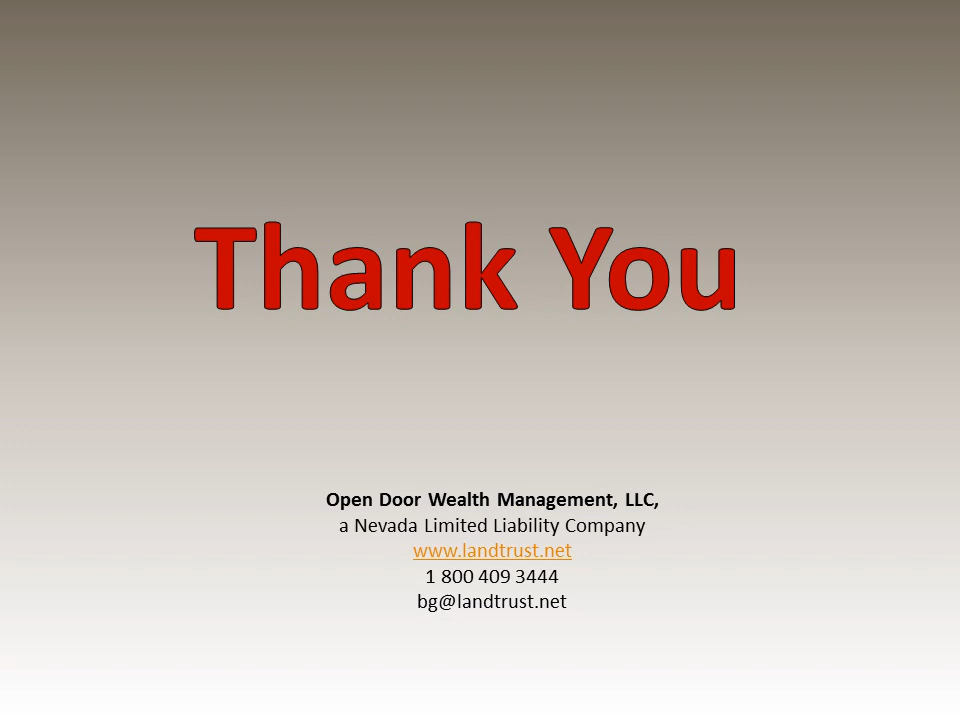 Thank You
Open Door Wealth Management, LLC,
a Nevada Limited Liability Company
www.landtrust.net
1 800 409 3444
bg@landtrust.net